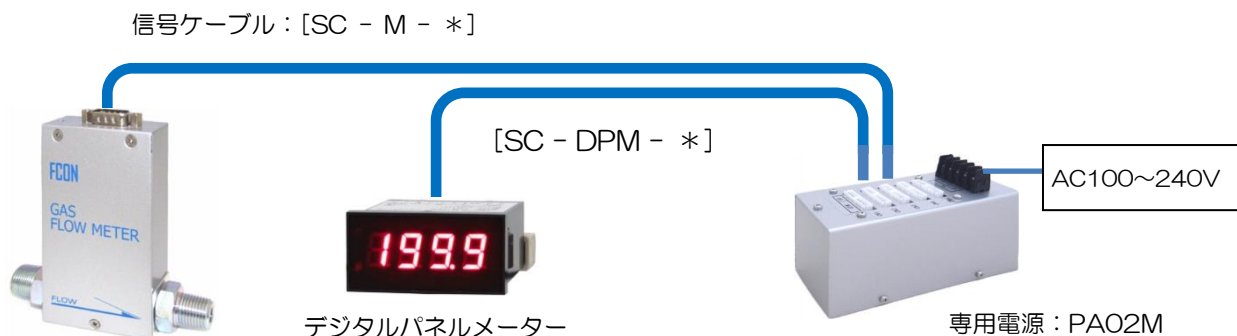 信号ケーブル：[SC － M － ＊]
[SC － DPM － ＊]
AC100～240V
FCON
GAS
FLOW METER
FLOW
199.9
デジタルパネルメーター
専用電源：PA02M